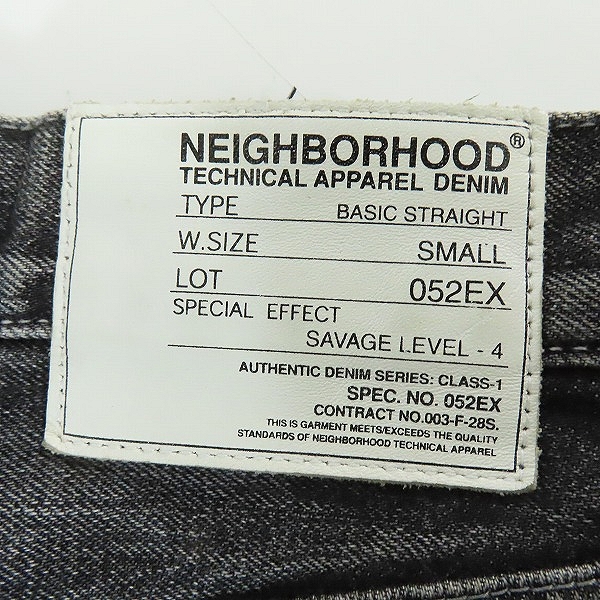 NEIGHBORHOOD®
TECHNICAL APPAREL DENIM
TYPE BASIC STRAIGHT
W.SIZE SMALL
LOT 052EX
SPECIAL EFFECT
SAVAGE LEVEL - 4
AUTHENTIC DENIM SERIES: CLASS-1
SPEC. NO. 052EX
CONTRACT NO.003-F-28S.
THIS IS GARMENT MEETS/EXCEEDS THE QUALITY
STANDARDS OF NEIGHBORHOOD TECHNICAL APPAREL